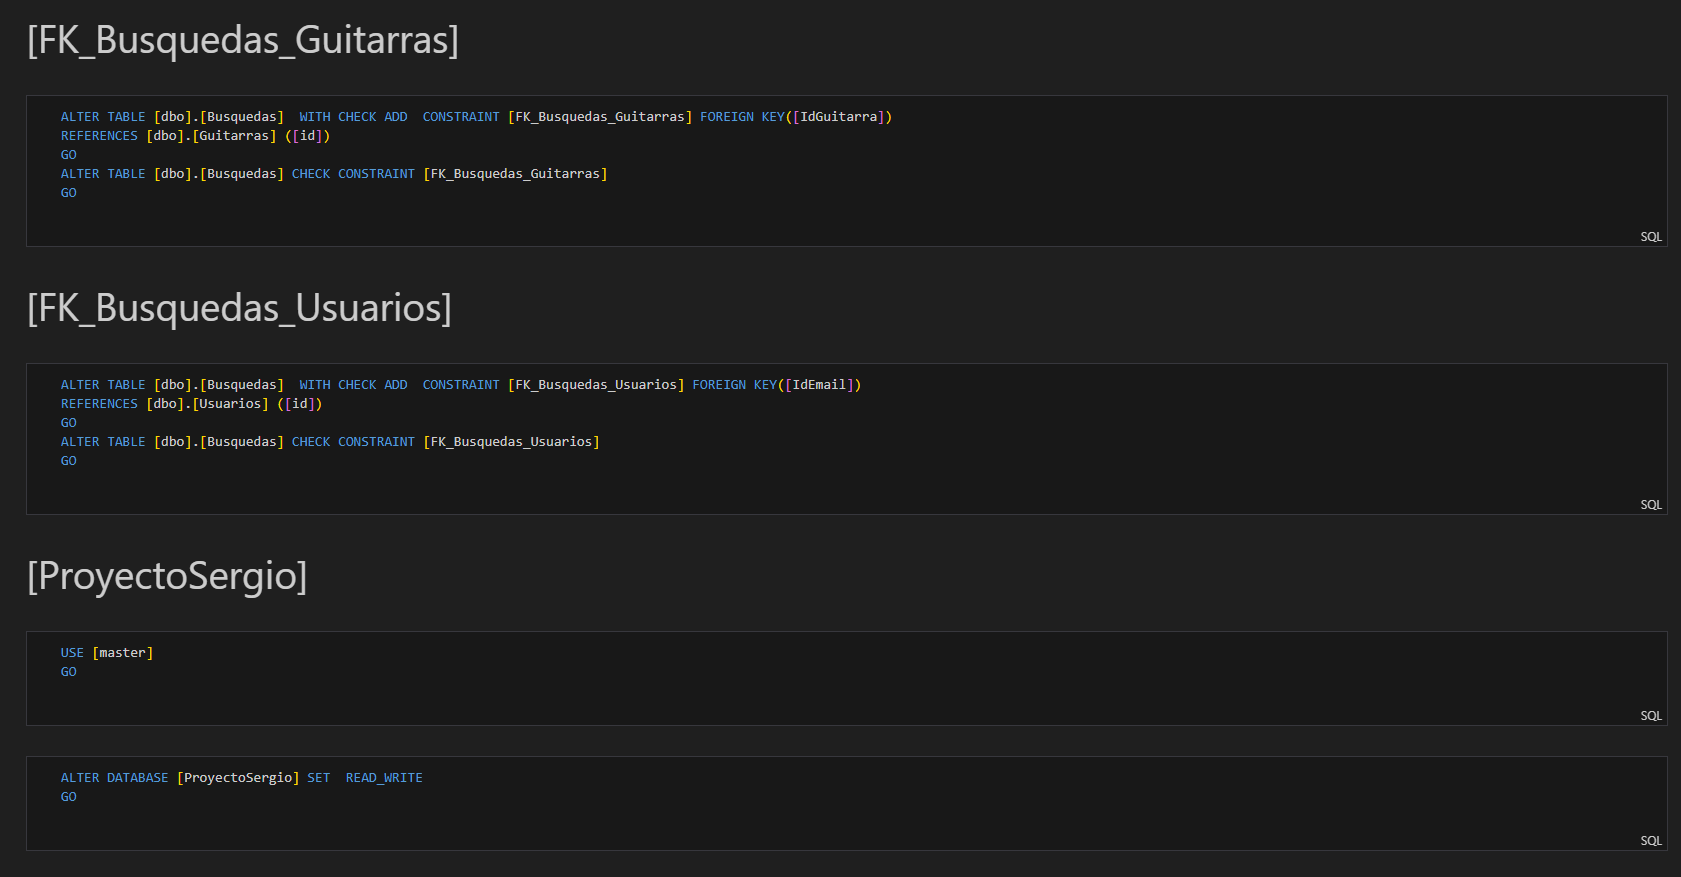 [FK_Busquedas_Guitarras]
ALTER TABLE [dbo].[Busquedas]  WITH CHECK ADD  CONSTRAINT [FK_Busquedas_Guitarras] FOREIGN KEY([IdGuitarra])
REFERENCES [dbo].[Guitarras] ([id])
GO
ALTER TABLE [dbo].[Busquedas] CHECK CONSTRAINT [FK_Busquedas_Guitarras]
GO
SQL
[FK_Busquedas_Usuarios]
ALTER TABLE [dbo].[Busquedas]  WITH CHECK ADD  CONSTRAINT [FK_Busquedas_Usuarios] FOREIGN KEY([IdEmail])
REFERENCES [dbo].[Usuarios] ([id])
GO
ALTER TABLE [dbo].[Busquedas] CHECK CONSTRAINT [FK_Busquedas_Usuarios]
GO
SQL
[ProyectoSergio]
USE [master]
GO
SQL
ALTER DATABASE [ProyectoSergio] SET  READ_WRITE
GO
SQL